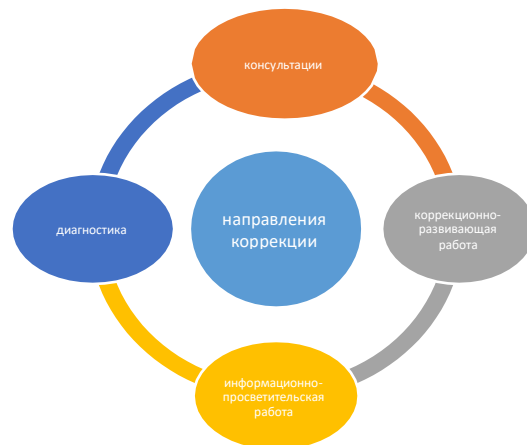 консультации
диагностика
направления
коррекции
коррекционно-
развивающая
работа
информационно-
просветительская
работа